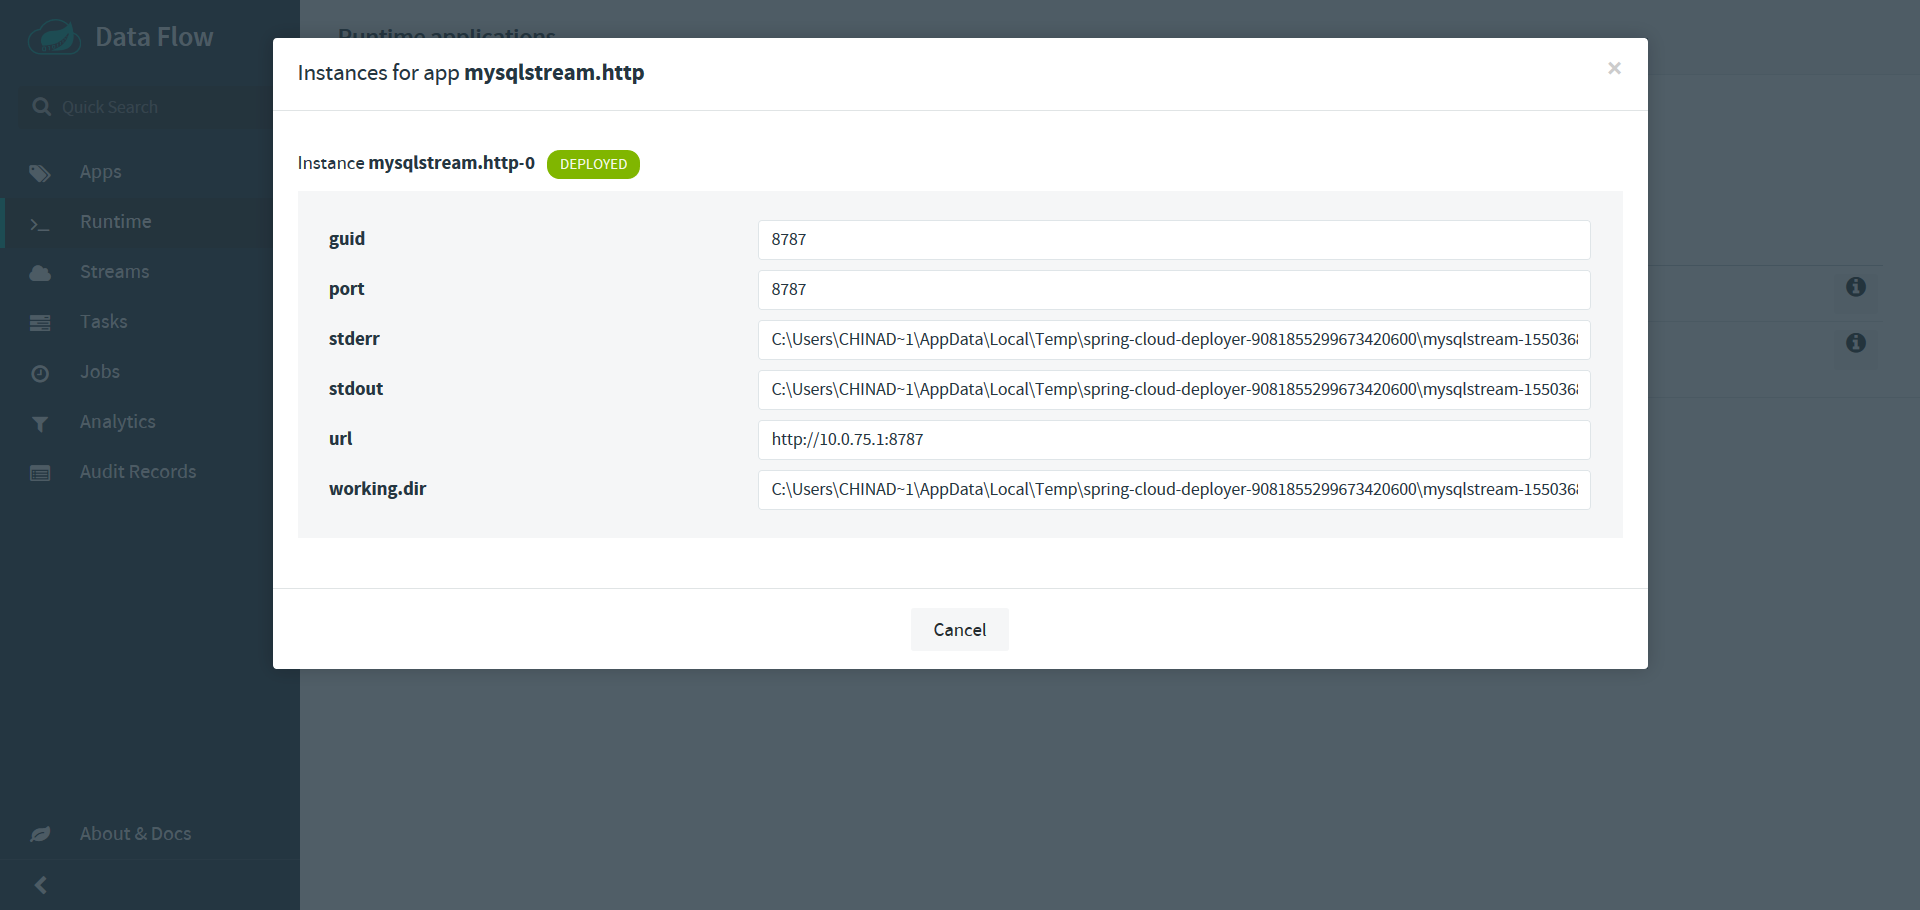 Data Flow
Runtime applications
Instances for app mysqlstream.http
×
Quick Search
Instance mysqlstream.http-0 DEPLOYED
Apps
Runtime
Streams
Tasks
Jobs
Analytics
Audit Records
guid 8787
port 8787
stderr C:\Users\CHINAD~1\AppData\Local\Temp\spring-cloud-deployer-9081855299673420600\mysqlstream-155036
stdout C:\Users\CHINAD~1\AppData\Local\Temp\spring-cloud-deployer-9081855299673420600\mysqlstream-155036
url http://10.0.75.1:8787
working.dir C:\Users\CHINAD~1\AppData\Local\Temp\spring-cloud-deployer-9081855299673420600\mysqlstream-155036
Cancel
About & Docs